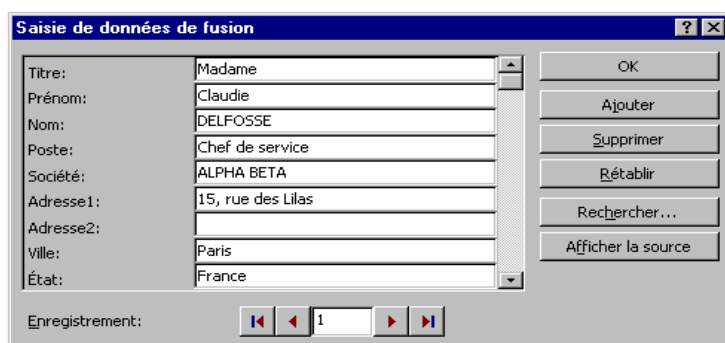 Saisie de données de fusion
Titre: Madame OK
Prénom: Claudie Ajouter
Nom: DELFOSSE
Poste: Chef de service Supprimer
Société: ALPHA BETA Rétablir
Adresse1: 15, rue des Lilas
Adresse2: Rechercher...
Ville: Paris Afficher la source
État: France
Enregistrement: 1